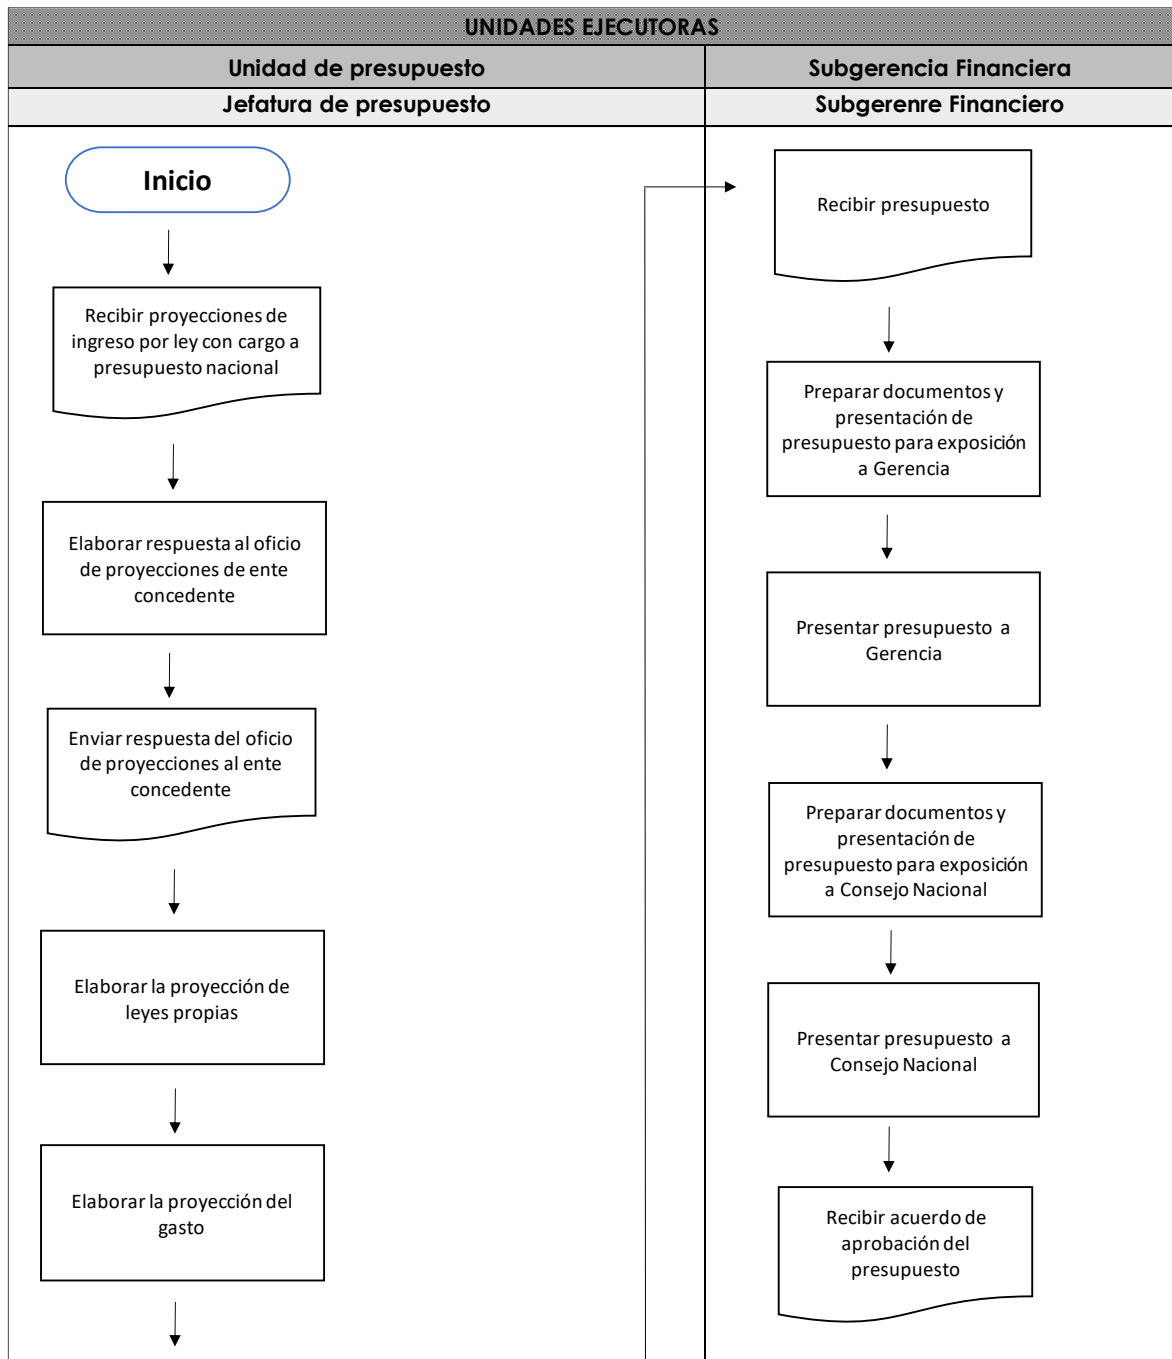 UNIDADES EJECUTORAS
Unidad de presupuesto
Subgerencia Financiera
Jefatura de presupuesto
Subgerenre Financiero
Inicio
Recibir proyecciones de
ingreso por ley con cargo a
presupuesto nacional
Elaborar respuesta al oficio
de proyecciones de ente
concedente
Enviar respuesta del oficio
de proyecciones al ente
concedente
Elaborar la proyección de
leyes propias
Elaborar la proyección del
gasto
Recibir presupuesto
Preparar documentos y
presentación de
presupuesto para exposición
a Gerencia
Presentar presupuesto a
Gerencia
Preparar documentos y
presentación de
presupuesto para exposición
a Consejo Nacional
Presentar presupuesto a
Consejo Nacional
Recibir acuerdo de
aprobación del
presupuesto